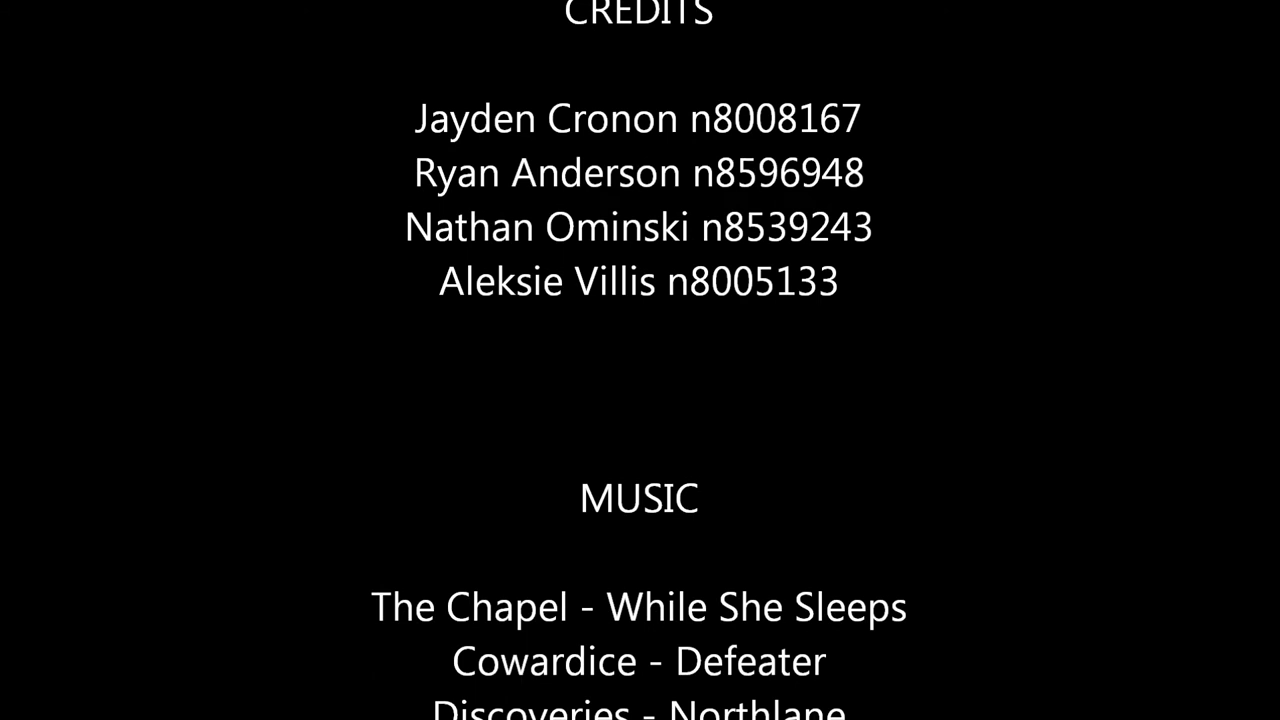 CREDITS
Jayden Cronon n8008167
Ryan Anderson n8596948
Nathan Ominski n8539243
Aleksie Villis n8005133
MUSIC
The Chapel - While She Sleeps
Cowardice - Defeater
Discoveries - Northlane